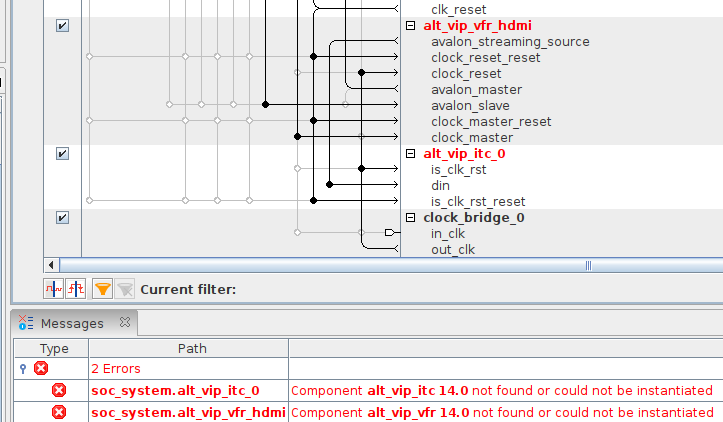 clk_reset
alt_vip_vfr_hdmi
avalon_streaming_source
clock_reset_reset
clock_reset
avalon_master
avalon_slave
clock_master_reset
clock_master
alt_vip_itc_0
is_clk_rst
din
is_clk_rst_reset
clock_bridge_0
in_clk
out_clk
Current filter:
Messages
Type Path
2 Errors
soc_system.alt_vip_itc_0 Component alt_vip_itc 14.0 not found or could not be instantiated
soc_system.alt_vip_vfr_hdmi Component alt_vip_vfr 14.0 not found or could not be instantiated